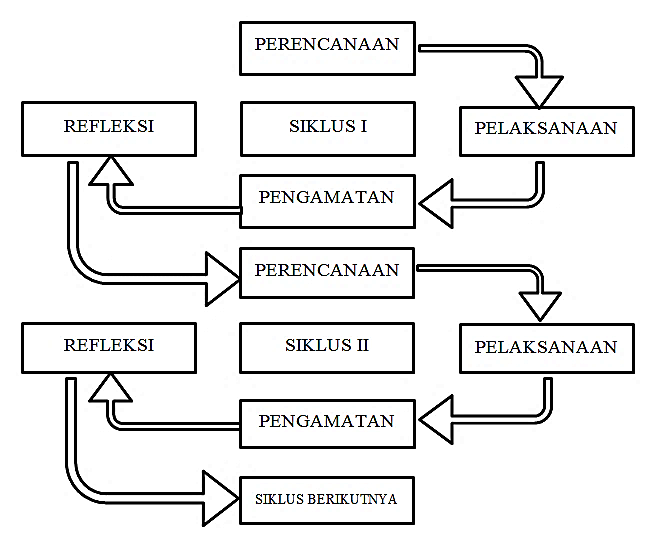 PERENCANAAN
REFLEKSI
SIKLUS I
PELAKSANAAN
PENGAMATAN
PERENCANAAN
REFLEKSI
SIKLUS II
PELAKSANAAN
PENGAMATAN
SIKLUS BERIKUTNYA